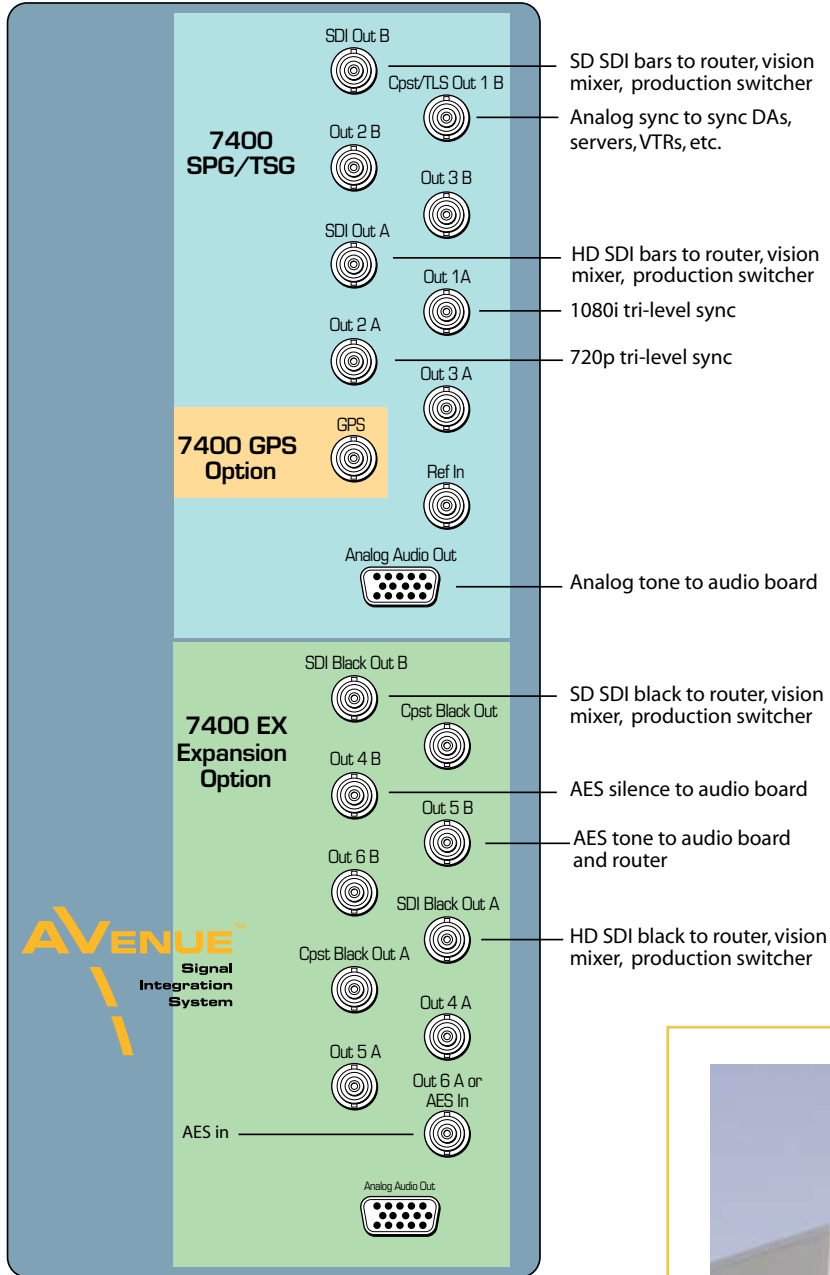 SDI Out B
SD SDI bars to router, vision
mixer, production switcher
Cpst/TLS Out 1 B
Analog sync to sync DAs,
servers, VTRs, etc.
7400
SPG/TSG
Out 2 B
Out 3 B
SDI Out A
HD SDI bars to router, vision
mixer, production switcher
Out 1A
1080i tri-level sync
Out 2 A
720p tri-level sync
Out 3 A
7400 GPS
Option
GPS
Ref In
Analog Audio Out
Analog tone to audio board
SDI Black Out B
SD SDI black to router, vision
mixer, production switcher
7400 EX
Expansion
Option
Cpst Black Out
Out 4 B
AES silence to audio board
Out 5 B
AES tone to audio board
and router
Out 6 B
SDI Black Out A
HD SDI black to router, vision
mixer, production switcher
AVENUE™
Signal
Integration
System
Cpst Black Out A
Out 4 A
Out 5 A
Out 6 A or
AES In
AES in
Analog Audio Out